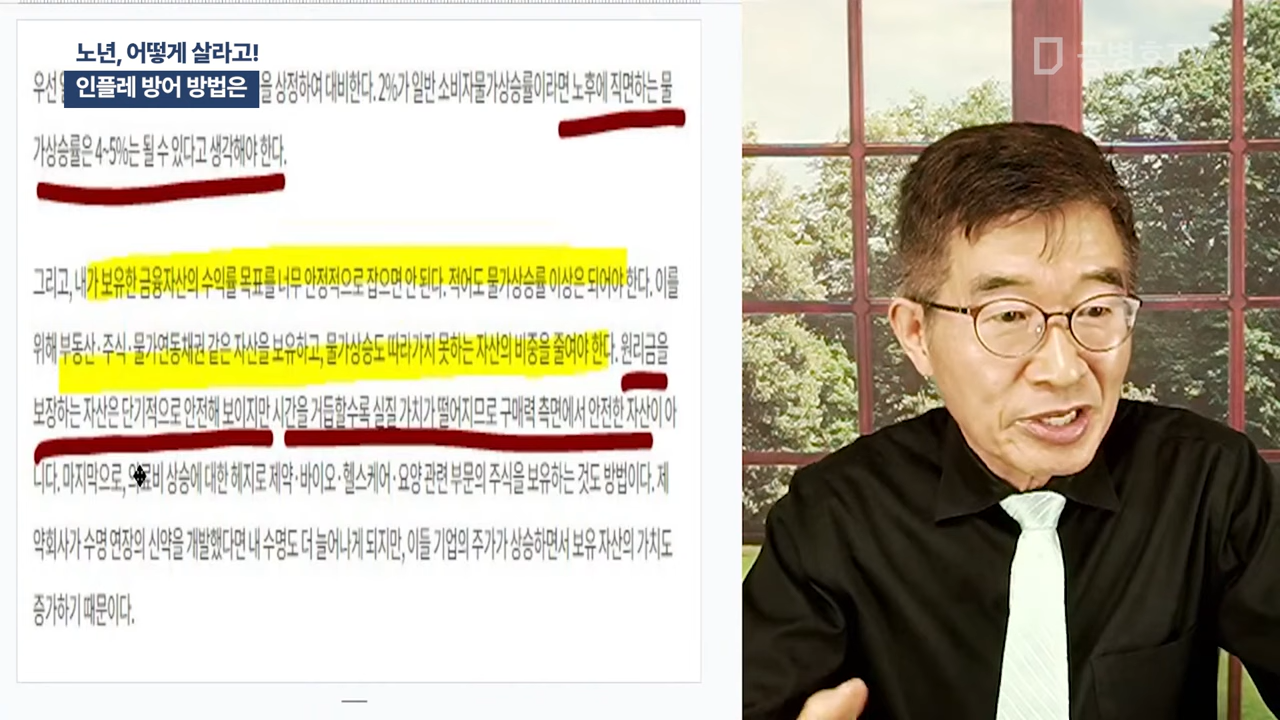 노년, 어떻게 살라고!
인플레 방어 방법은
우선 을 상정하여 대비한다. 2%가 일반 소비자물가상승률이라면 노후에 직면하는 물
가상승률은 4~5%는 될 수 있다고 생각해야 한다.
그리고, 내가 보유한 금융자산의 수익률 목표를 너무 안정적으로 잡으면 안 된다. 적어도 물가상승률 이상은 되어야 한다. 이를
위해 부동산·주식·물가연동채권 같은 자산을 보유하고, 물가상승도 따라가지 못하는 자산의 비중을 줄여야 한다. 원리금을
보장하는 자산은 단기적으로 안전해 보이지만 시간을 거듭할수록 실질 가치가 떨어지므로 구매력 측면에서 안전한 자산이 아
니다. 마지막으로, 의료비 상승에 대한 헤지로 제약·바이오·헬스케어·요양 관련 부문의 주식을 보유하는 것도 방법이다. 제
약회사가 수명 연장의 신약을 개발했다면 내 수명도 더 늘어나게 되지만, 이들 기업의 주가가 상승하면서 보유 자산의 가치도
증가하기 때문이다.